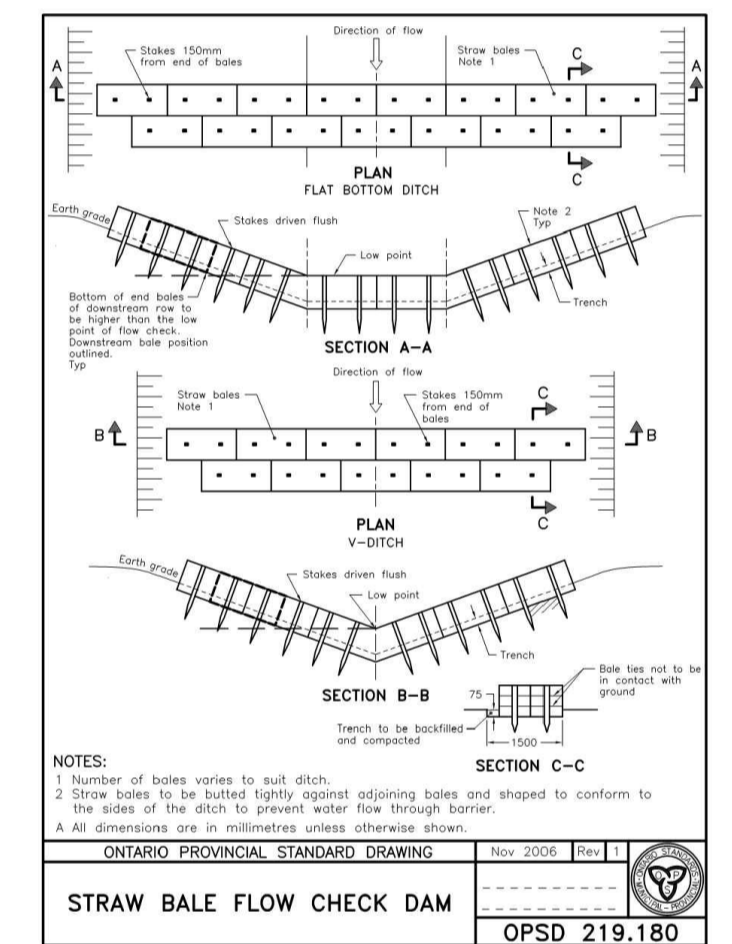 Direction of flow
Stakes 150mm
from end of bales
Straw bales
Note 1
C
A
A
C
PLAN
FLAT BOTTOM DITCH
Earth grade
Stakes driven flush
Note 2
Typ
Low point
Trench
Bottom of end bales
of downstream row to
be higher than the low
point of flow check.
Downstream bale position
outlined.
Typ
SECTION A-A
Direction of flow
Straw bales
Note 1
Stakes 150mm
from end of
bales
C
B
B
C
PLAN
V-DITCH
Earth grade
Stakes driven flush
Low point
Trench
SECTION B-B
Bale ties not to be
in contact with
ground
75
Trench to be backfilled
and compacted
1500
SECTION C-C
NOTES:
1 Number of bales varies to suit ditch.
2 Straw bales to be butted tightly against adjoining bales and shaped to conform to
the sides of the ditch to prevent water flow through barrier.
A All dimensions are in millimetres unless otherwise shown.
ONTARIO PROVINCIAL STANDARD DRAWING
Nov 2006
Rev
1
STRAW BALE FLOW CHECK DAM
ONTARIO STANDARDS
MUNICIPAL - PROVINCIAL
O P
S
OPSD 219.180